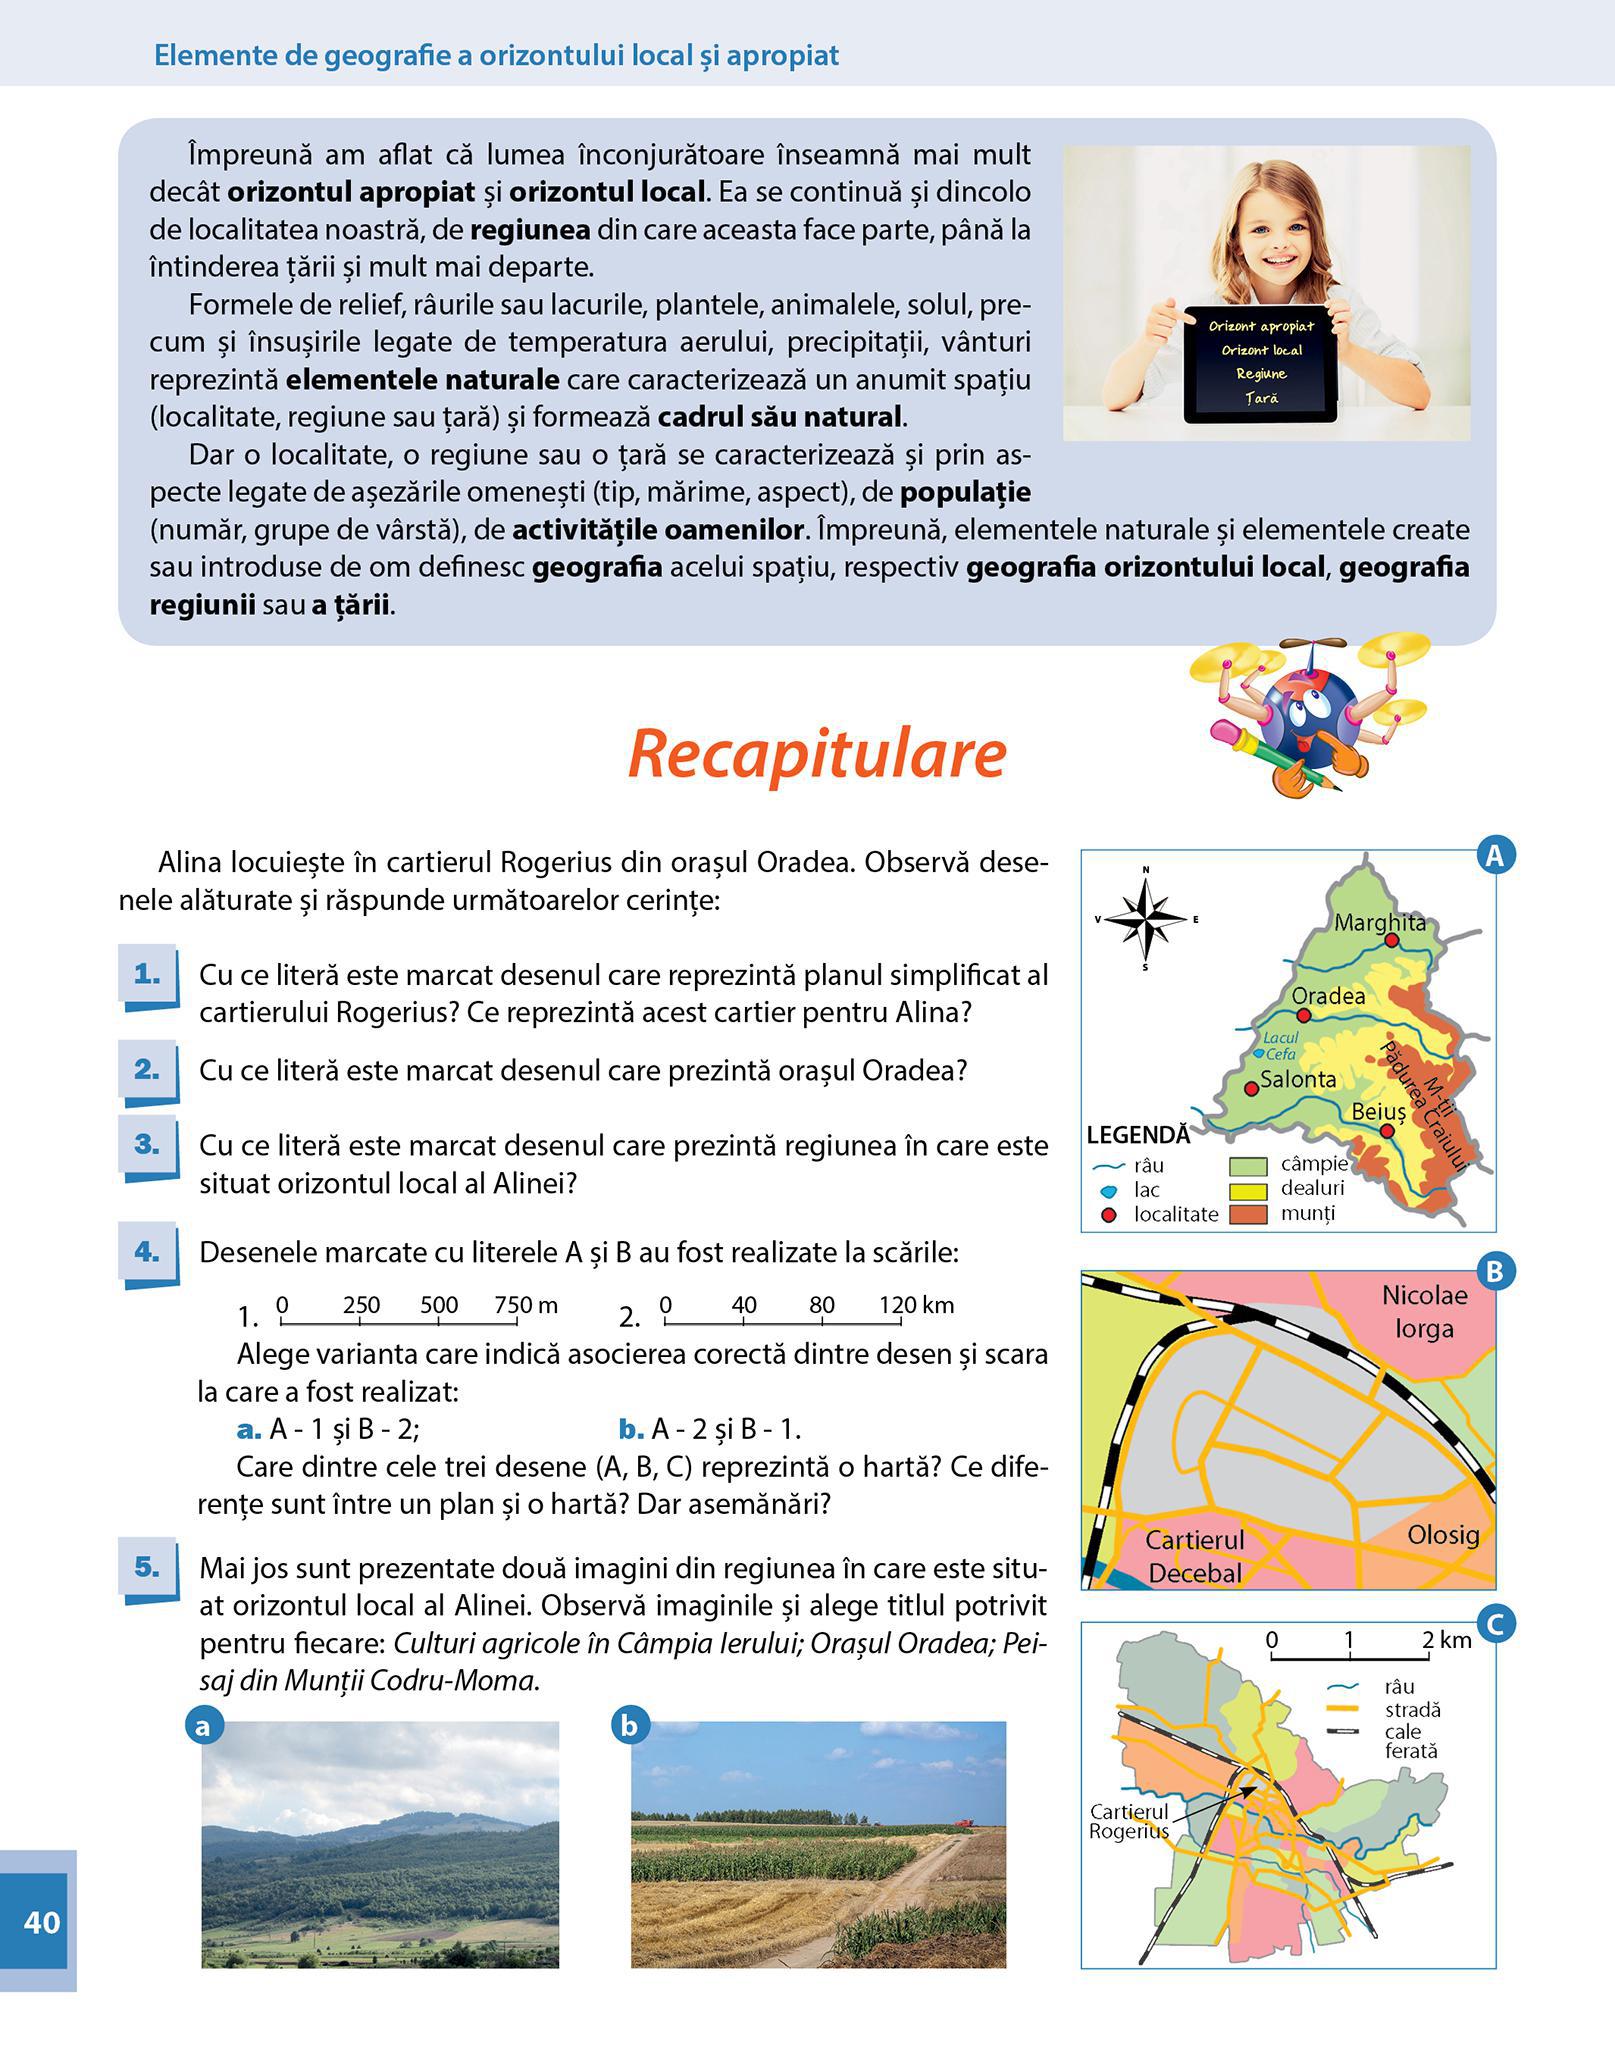 Elemente de geografie a orizontului local și apropiat
Împreună am aflat că lumea înconjurătoare înseamnă mai mult
decât orizontul apropiat și orizontul local. Ea se continuă și dincolo
de localitatea noastră, de regiunea din care aceasta face parte, până la
întinderea țării și mult mai departe.
Formele de relief, râurile sau lacurile, plantele, animalele, solul, pre-
cum și însușirile legate de temperatura aerului, precipitații, vânturi
reprezintă elementele naturale care caracterizează un anumit spațiu
(localitate, regiune sau țară) și formează cadrul său natural.
Dar o localitate, o regiune sau o țară se caracterizează și prin as-
pecte legate de așezările omenești (tip, mărime, aspect), de populație
(număr, grupe de vârstă), de activitățile oamenilor. Împreună, elementele naturale și elementele create
sau introduse de om definesc geografia acelui spațiu, respectiv geografia orizontului local, geografia
regiunii sau a țării.
Orizont apropiat
Orizont local
Regiune
Țară
Recapitulare
Alina locuiește în cartierul Rogerius din orașul Oradea. Observă dese-
nele alăturate și răspunde următoarelor cerințe:
1. Cu ce literă este marcat desenul care reprezintă planul simplificat al
cartierului Rogerius? Ce reprezintă acest cartier pentru Alina?
2. Cu ce literă este marcat desenul care prezintă orașul Oradea?
3. Cu ce literă este marcat desenul care prezintă regiunea în care este
situat orizontul local al Alinei?
4. Desenele marcate cu literele A și B au fost realizate la scările:
1. 0 250 500 750 m 2. 0 40 80 120 km
Alege varianta care indică asocierea corectă dintre desen și scara
la care a fost realizat:
a. A - 1 și B - 2; b. A - 2 și B - 1.
Care dintre cele trei desene (A, B, C) reprezintă o hartă? Ce dife-
rențe sunt între un plan și o hartă? Dar asemănări?
5. Mai jos sunt prezentate două imagini din regiunea în care este situ-
at orizontul local al Alinei. Observă imaginile și alege titlul potrivit
pentru fiecare: Culturi agricole în Câmpia Ierului; Orașul Oradea; Pei-
saj din Munții Codru-Moma.
a
b
A
N
V E
S
Marghita
Oradea
Lacul
Cefa
Salonta
Beiuș
M-ții
Pădurea Craiului
LEGENDĂ
râu câmpie
lac dealuri
localitate munți
B
Nicolae
Iorga
Olosig
Cartierul
Decebal
C
0 1 2 km
râu
stradă
cale
ferată
Cartierul
Rogerius
40